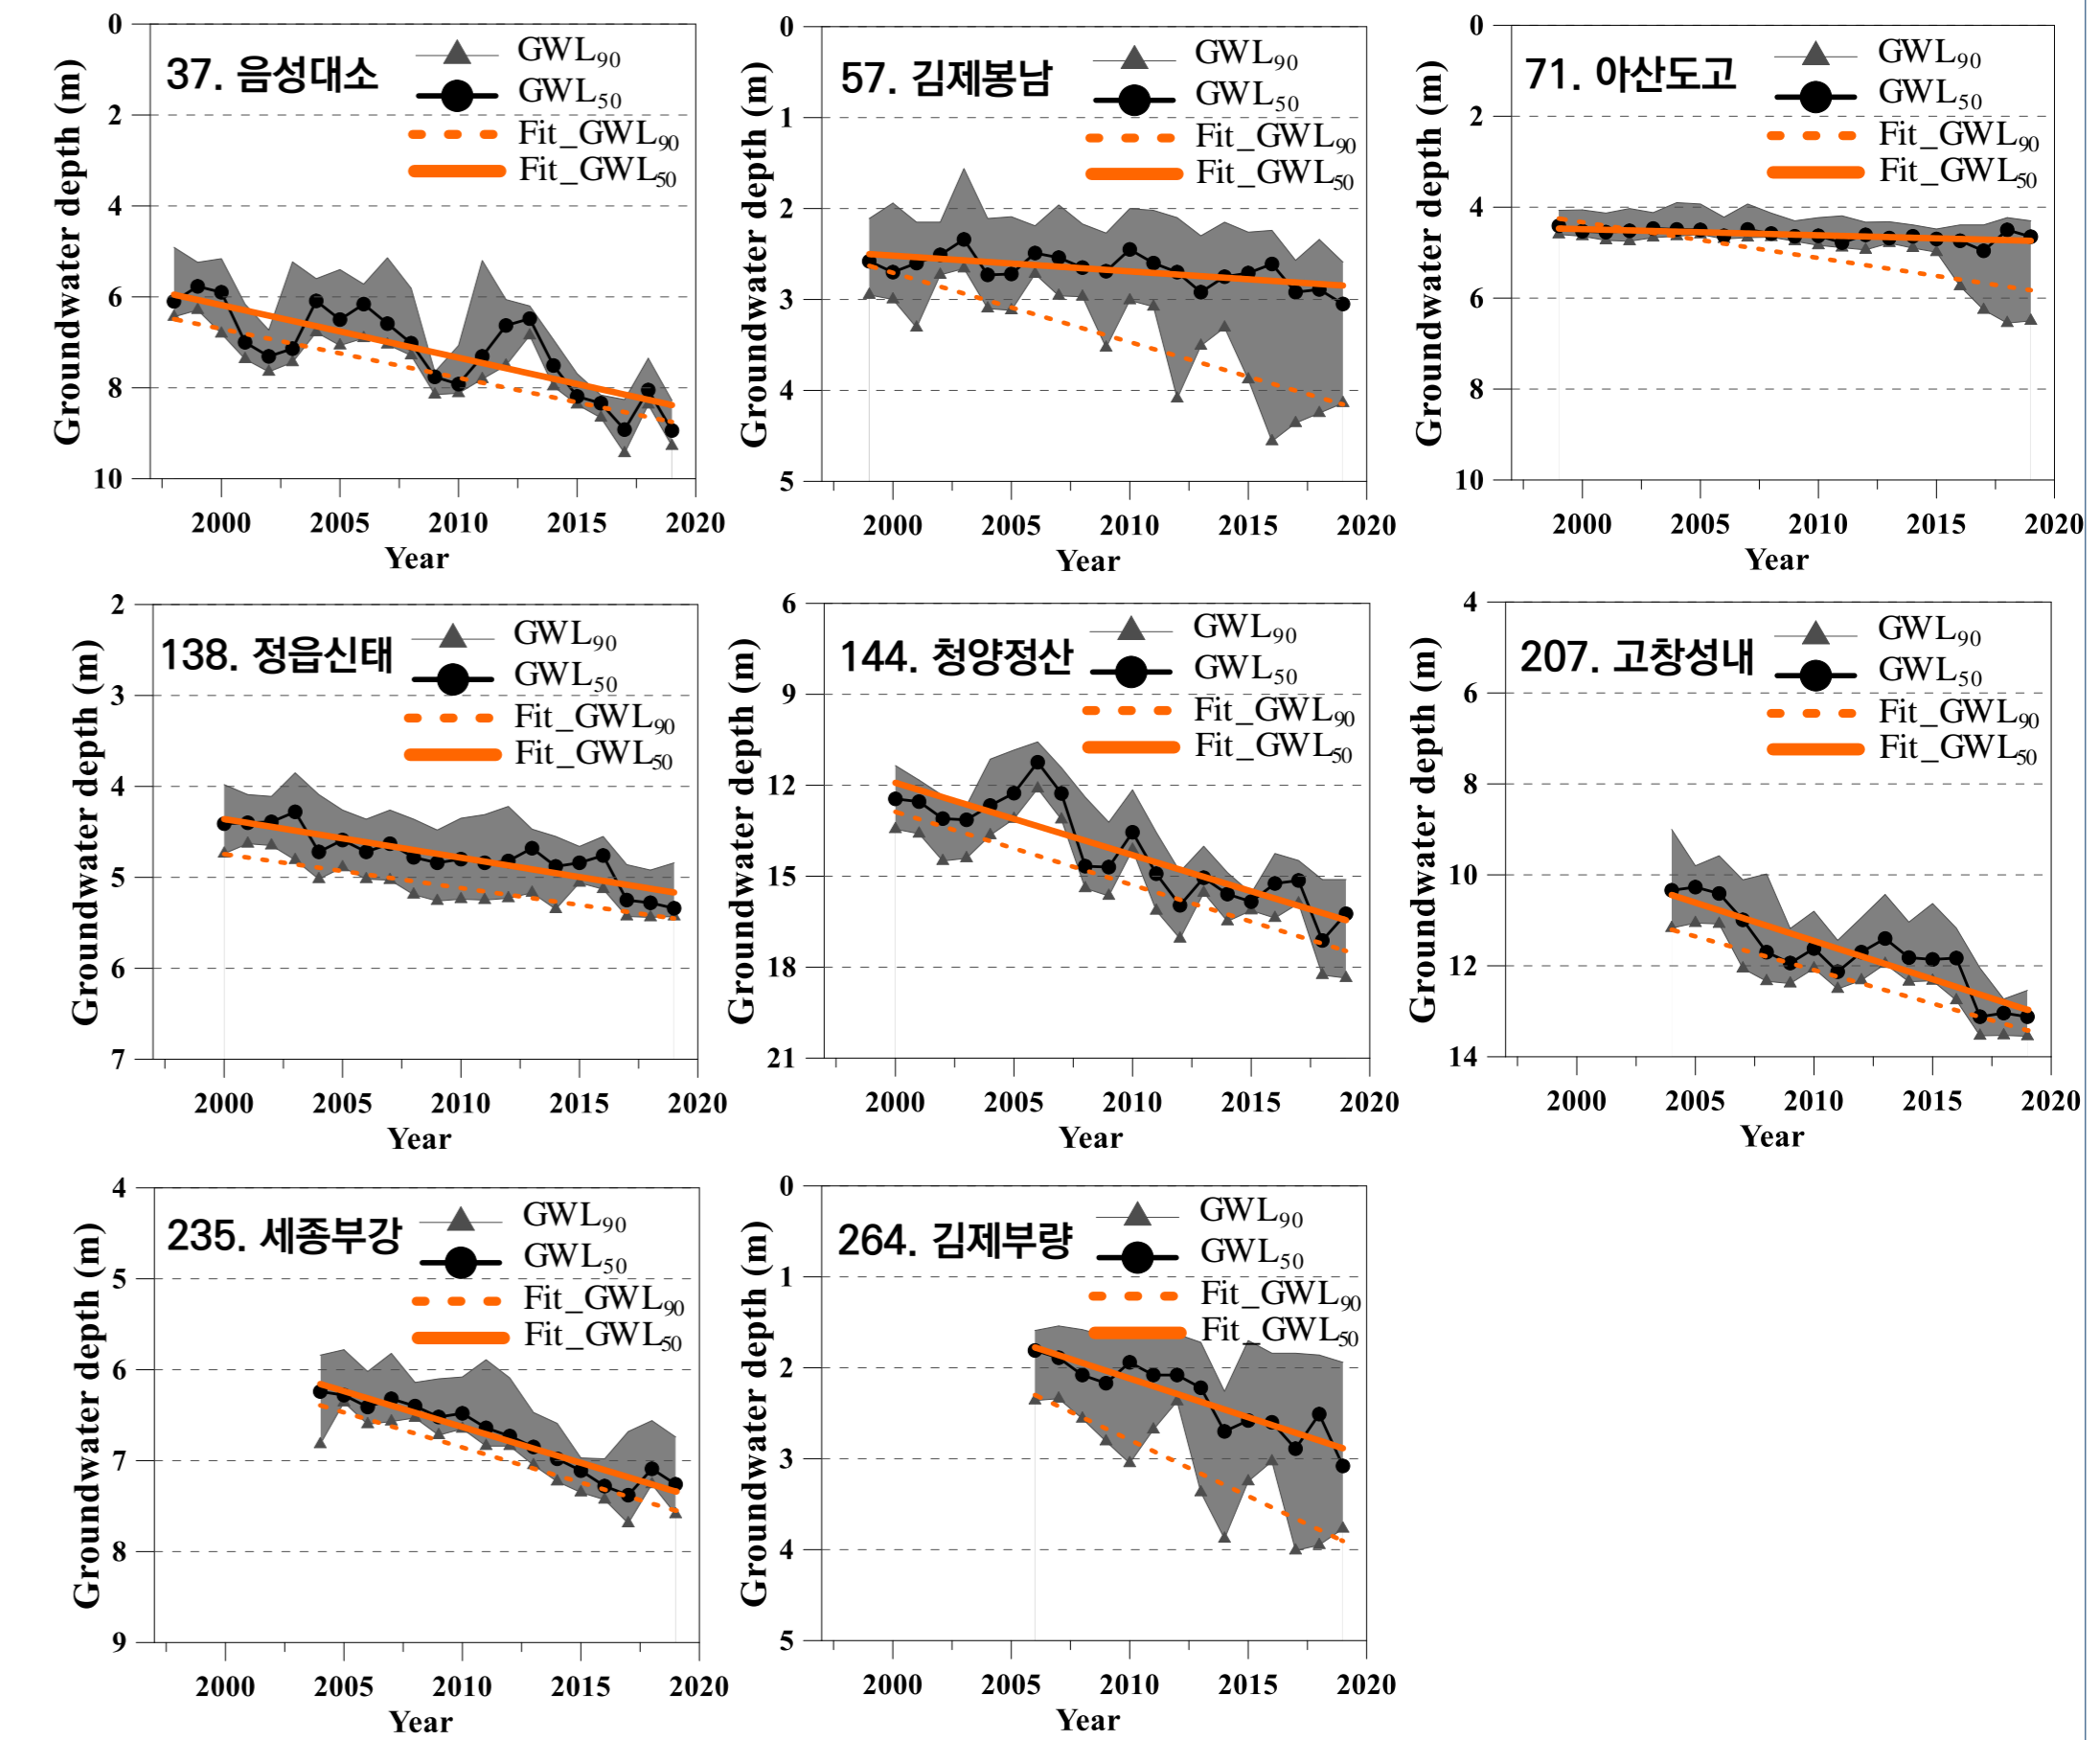 37. 음성대소
GWL90
GWL50
Fit_GWL90
Fit_GWL50
Groundwater depth (m)
0
2
4
6
8
10
2000 2005 2010 2015 2020
Year
57. 김제봉남
GWL90
GWL50
Fit_GWL90
Fit_GWL50
Groundwater depth (m)
0
1
2
3
4
5
2000 2005 2010 2015 2020
Year
71. 아산도고
GWL90
GWL50
Fit_GWL90
Fit_GWL50
Groundwater depth (m)
0
2
4
6
8
10
2000 2005 2010 2015 2020
Year
138. 정읍신태
GWL90
GWL50
Fit_GWL90
Fit_GWL50
Groundwater depth (m)
2
3
4
5
6
7
2000 2005 2010 2015 2020
Year
144. 청양정산
GWL90
GWL50
Fit_GWL90
Fit_GWL50
Groundwater depth (m)
6
9
12
15
18
21
2000 2005 2010 2015 2020
Year
207. 고창성내
GWL90
GWL50
Fit_GWL90
Fit_GWL50
Groundwater depth (m)
4
6
8
10
12
14
2000 2005 2010 2015 2020
Year
235. 세종부강
GWL90
GWL50
Fit_GWL90
Fit_GWL50
Groundwater depth (m)
4
5
6
7
8
9
2000 2005 2010 2015 2020
Year
264. 김제부량
GWL90
GWL50
Fit_GWL90
Fit_GWL50
Groundwater depth (m)
0
1
2
3
4
5
2000 2005 2010 2015 2020
Year